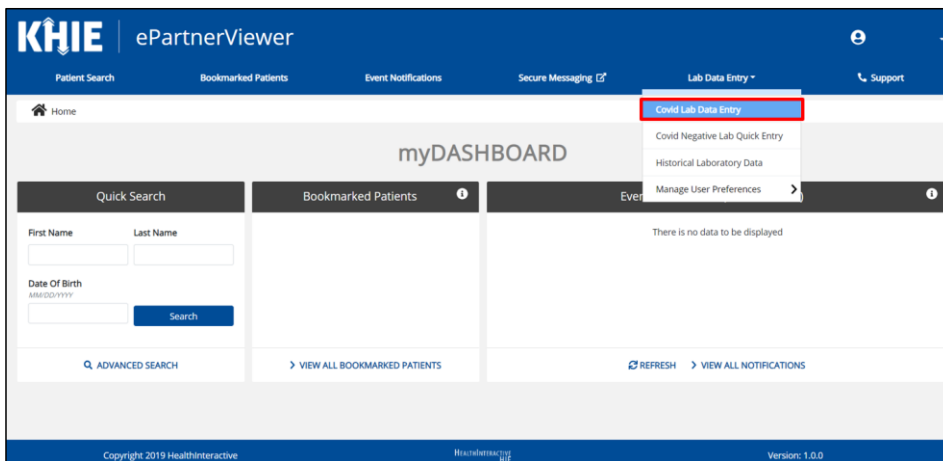 KHIE ePartnerViewer
Patient Search Bookmarked Patients Event Notifications Secure Messaging Lab Data Entry Support
Home
Covid Lab Data Entry
Covid Negative Lab Quick Entry
Historical Laboratory Data
Manage User Preferences
myDASHBOARD
Quick Search
First Name Last Name
Date Of Birth
MM/DD/YYYY
Search
ADVANCED SEARCH
Bookmarked Patients
VIEW ALL BOOKMARKED PATIENTS
There is no data to be displayed
REFRESH VIEW ALL NOTIFICATIONS
Copyright 2019 HealthInteractive HEALTHINTERACTIVE HIE Version: 1.0.0